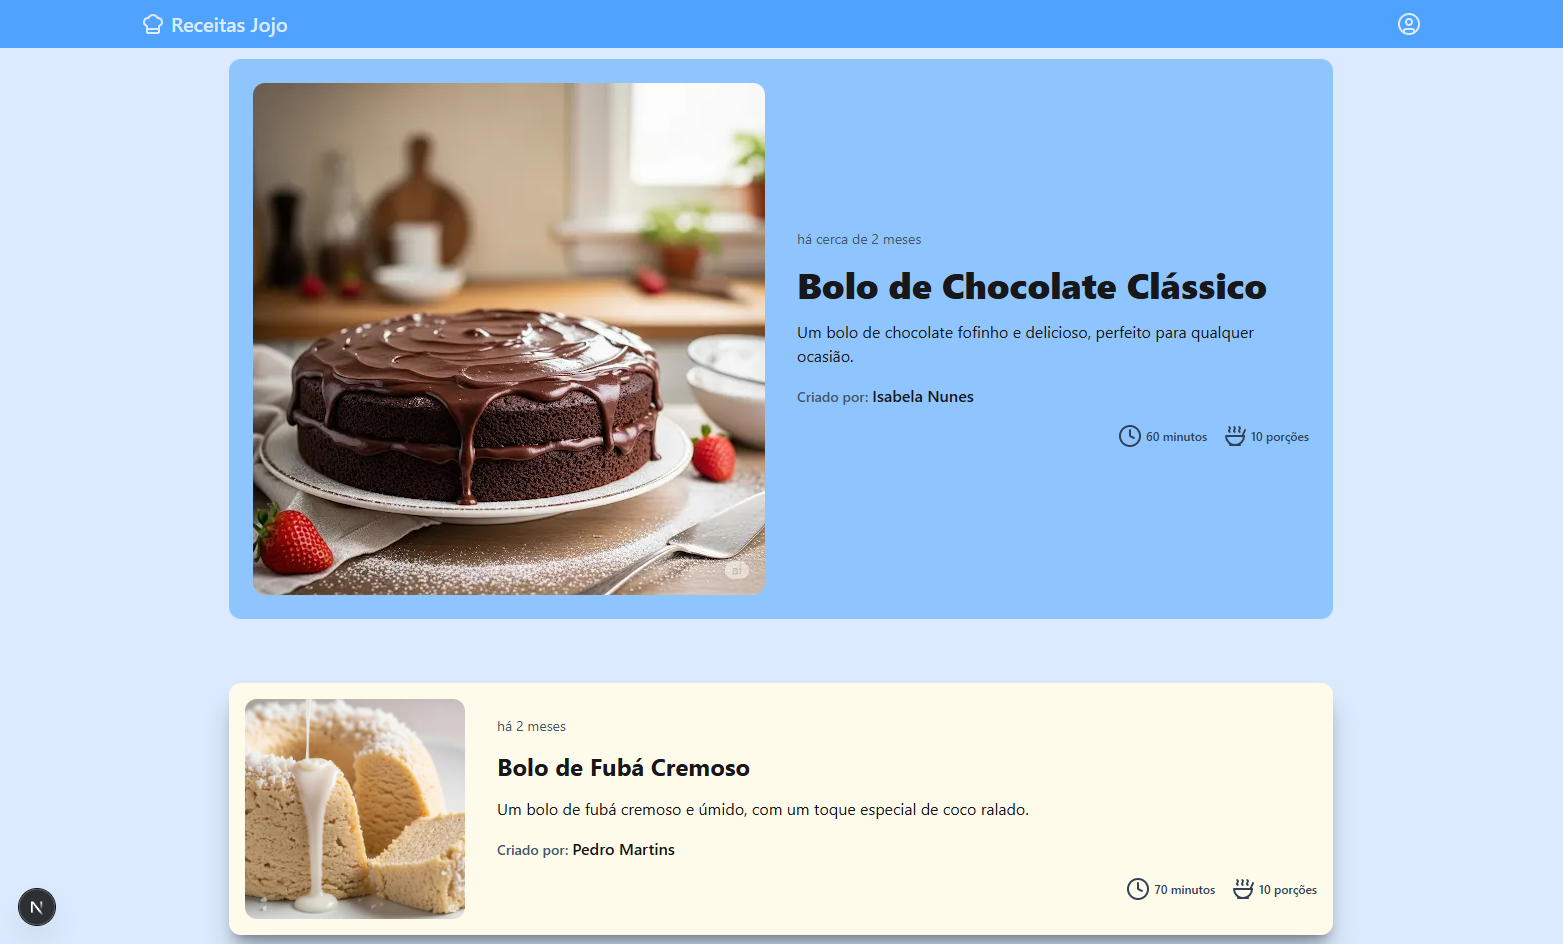 Receitas Jojo
há cerca de 2 meses
Bolo de Chocolate Clássico
Um bolo de chocolate fofinho e delicioso, perfeito para qualquer
ocasião.
Criado por: Isabela Nunes
60 minutos 10 porções
ai
há 2 meses
Bolo de Fubá Cremoso
Um bolo de fubá cremoso e úmido, com um toque especial de coco ralado.
Criado por: Pedro Martins
70 minutos 10 porções
N